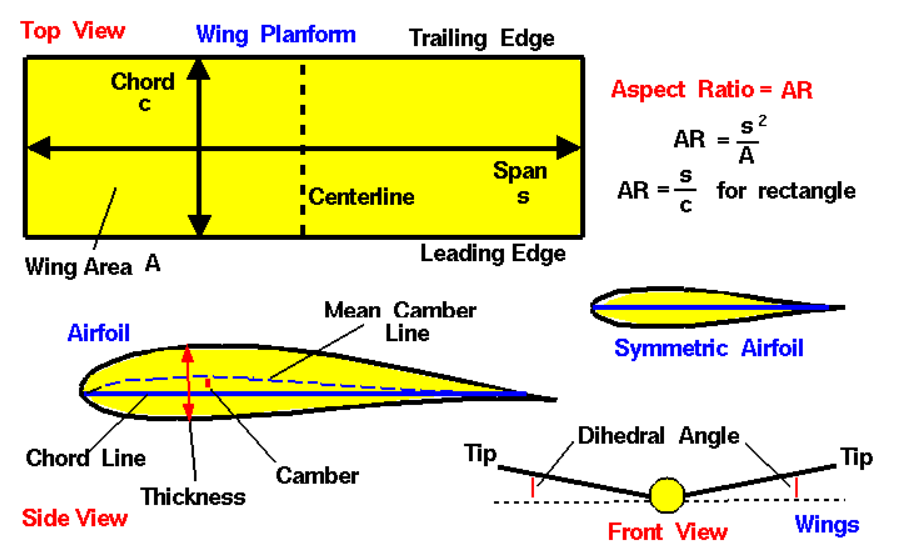 Top View
Wing Planform
Trailing Edge
Chord
c
Span
s
Centerline
Leading Edge
Wing Area A
Aspect Ratio = AR
AR = s²/A
AR = s/c for rectangle
Airfoil
Mean Camber
Line
Chord Line
Thickness
Camber
Side View
Symmetric Airfoil
Tip
Dihedral Angle
Tip
Front View
Wings